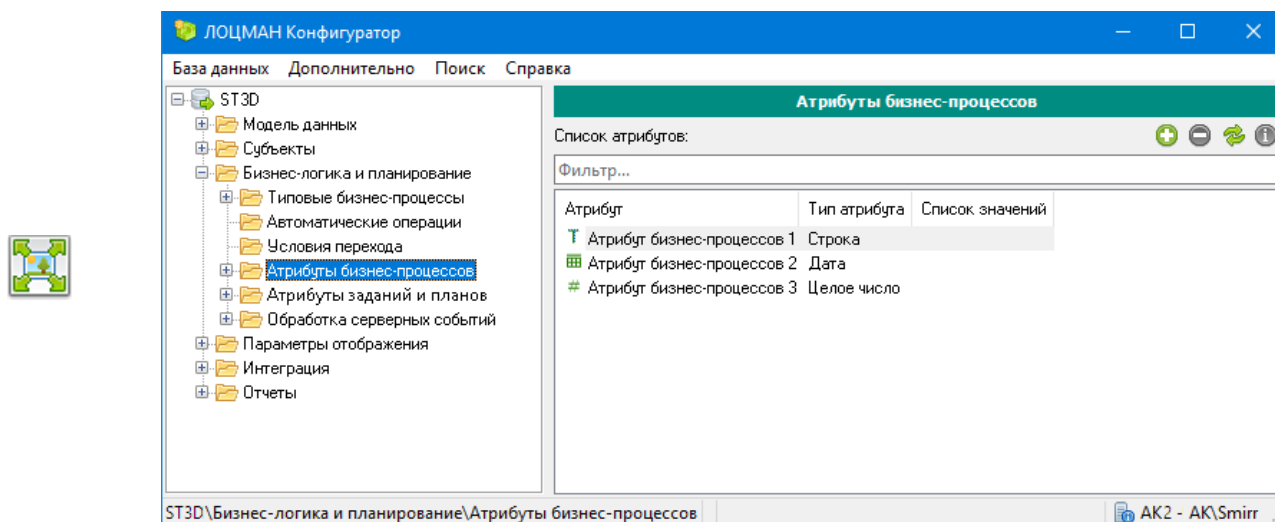 ЛОЦМАН Конфигуратор
База данных Дополнительно Поиск Справка
ST3D
Модель данных
Субъекты
Бизнес-логика и планирование
Типовые бизнес-процессы
Автоматические операции
Условия перехода
Атрибуты бизнес-процессов
Атрибуты заданий и планов
Обработка серверных событий
Параметры отображения
Интеграция
Отчеты
Атрибуты бизнес-процессов
Список атрибутов:
Фильтр...
Атрибут Тип атрибута Список значений
Атрибут бизнес-процессов 1 Строка
Атрибут бизнес-процессов 2 Дата
Атрибут бизнес-процессов 3 Целое число
ST3D\Бизнес-логика и планирование\Атрибуты бизнес-процессов
AK2 - AK\Smirr